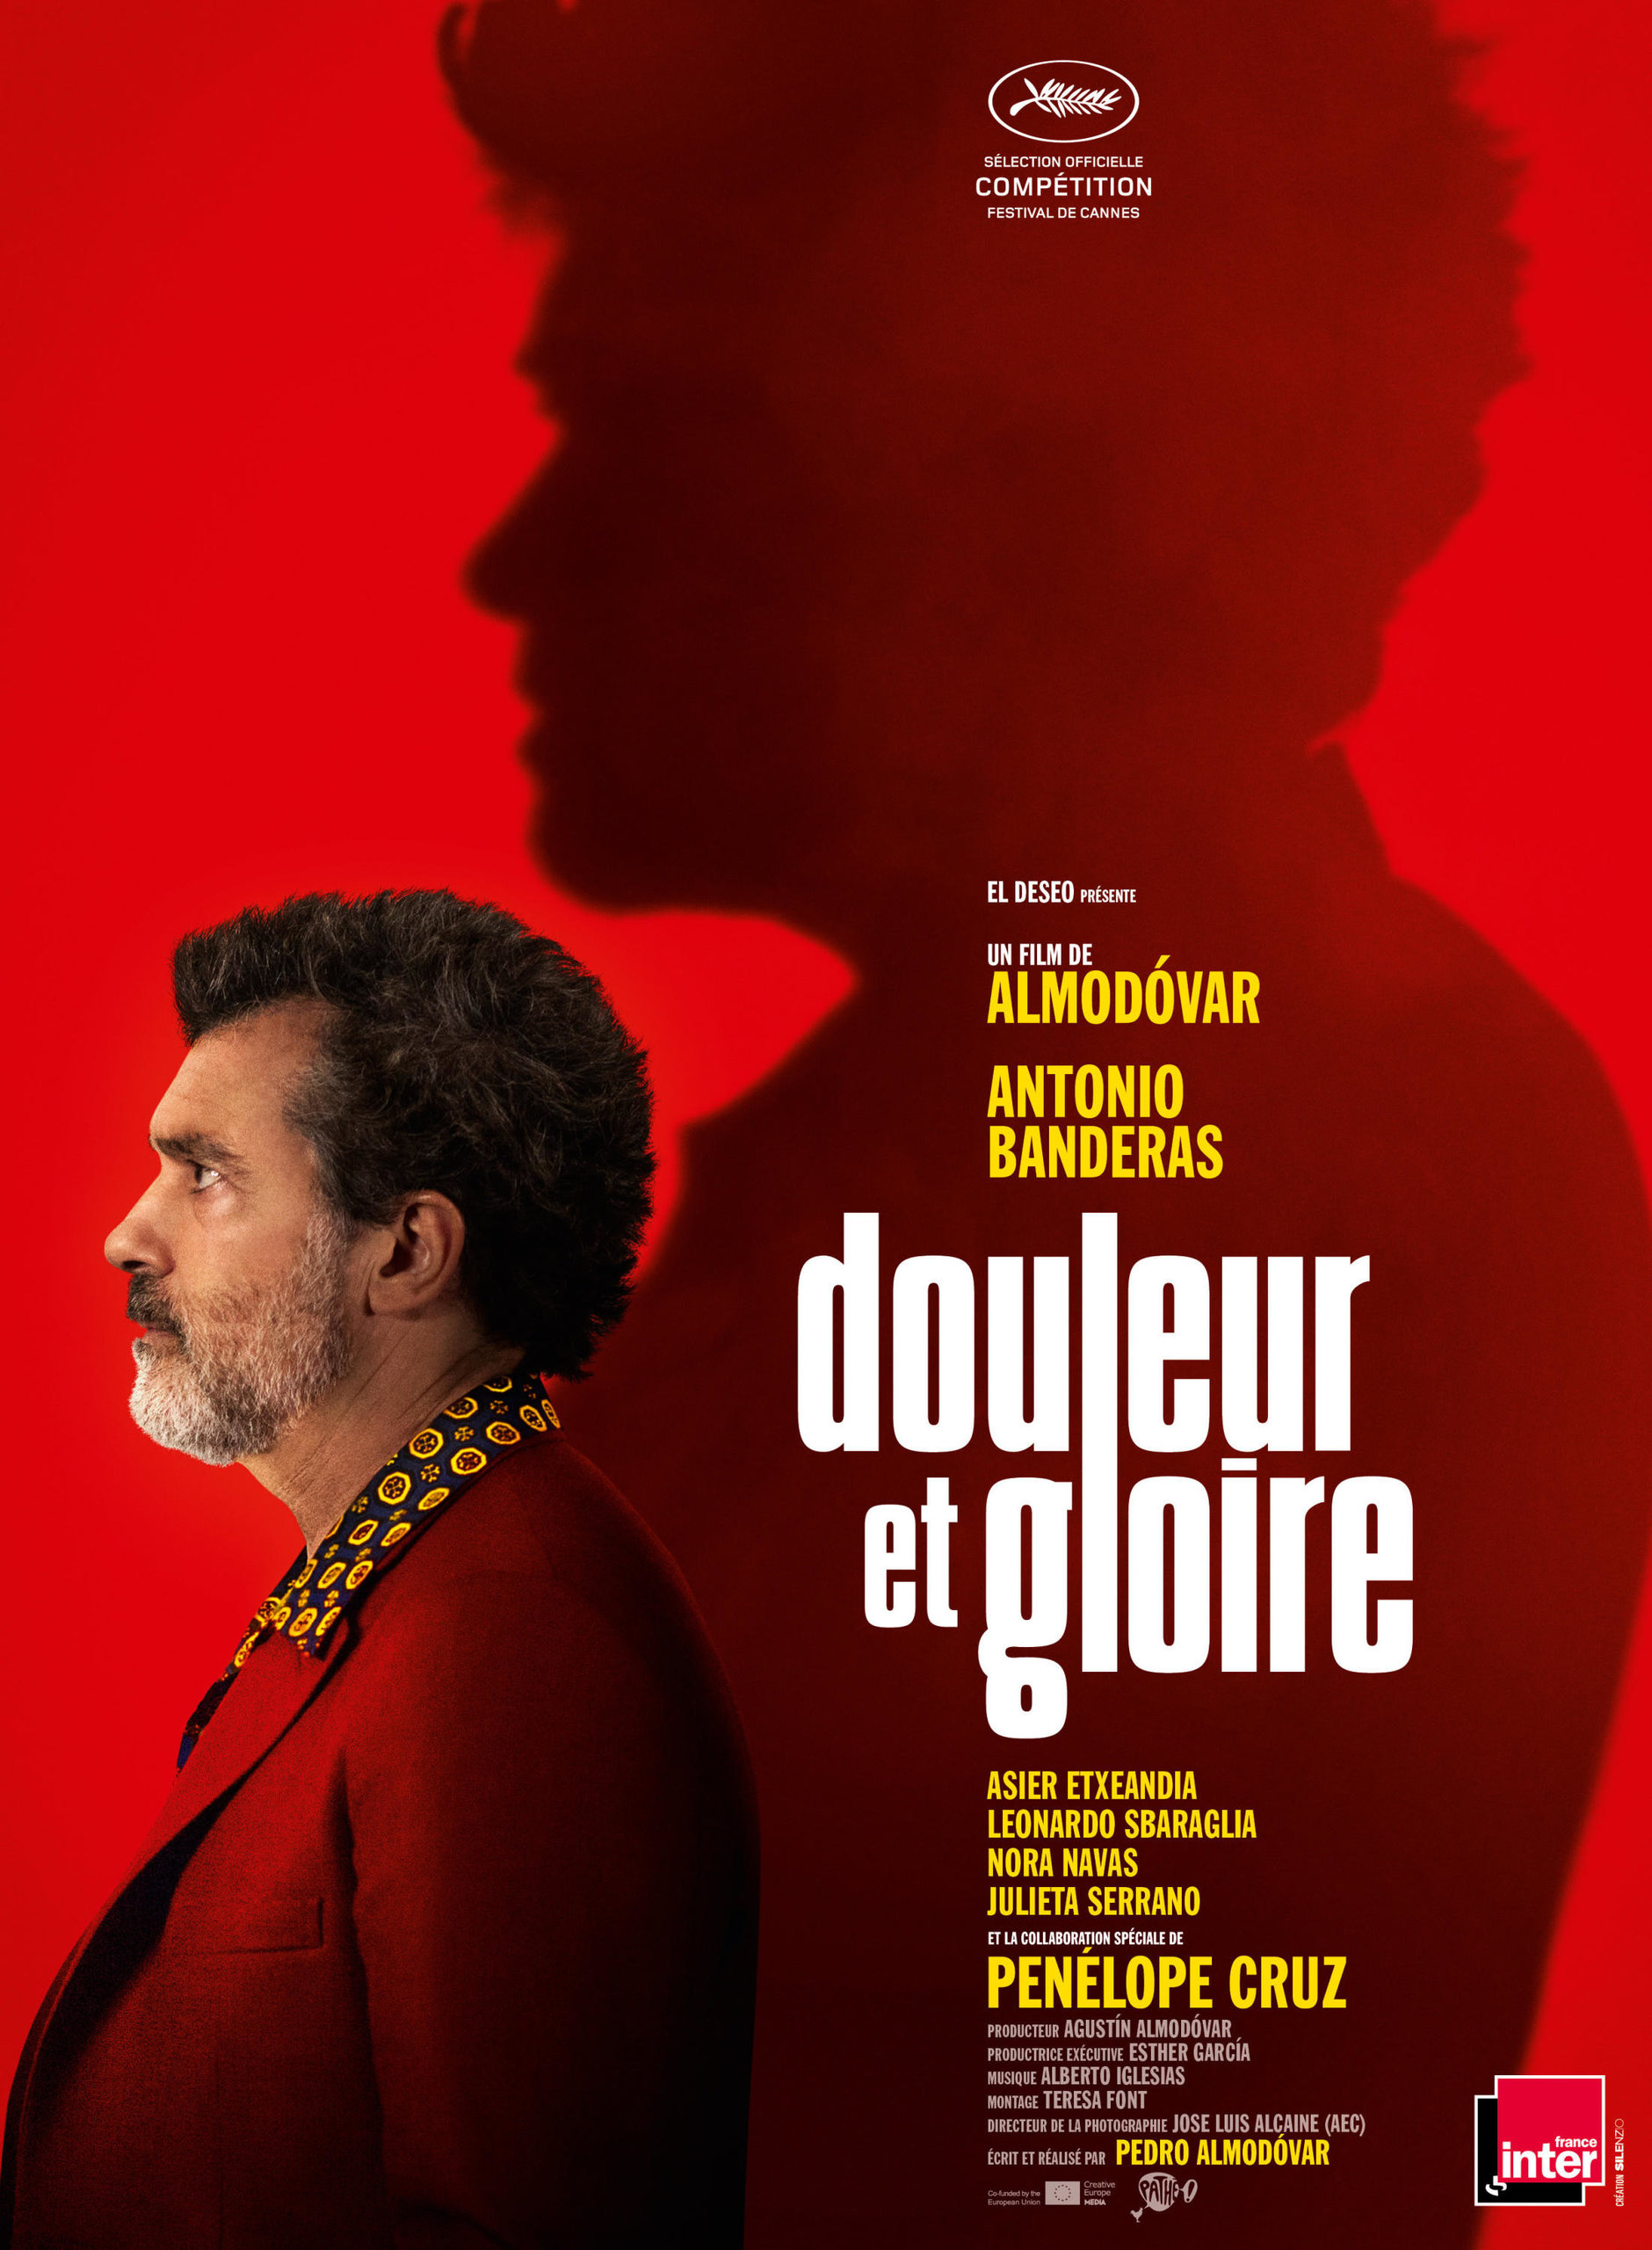 SÉLECTION OFFICIELLE
COMPÉTITION
FESTIVAL DE CANNES
EL DESEO PRÉSENTE
UN FILM DE
ALMODÓVAR
ANTONIO
BANDERAS
douleur
et gloire
ASIER ETXEANDIA
LEONARDO SBARAGLIA
NORA NAVAS
JULIETA SERRANO
ET LA COLLABORATION SPÉCIALE DE
PENÉLOPE CRUZ
PRODUCTEUR AGUSTÍN ALMODÓVAR
PRODUCTRICE EXÉCUTIVE ESTHER GARCÍA
MUSIQUE ALBERTO IGLESIAS
MONTAGE TERESA FONT
DIRECTEUR DE LA PHOTOGRAPHIE JOSE LUIS ALCAINE (AEC)
ÉCRIT ET RÉALISÉ PAR PEDRO ALMODÓVAR
Co-funded by the
European Union
Creative
Europe
MEDIA
PATHÉ
france
inter
CRÉATION SILENZIO